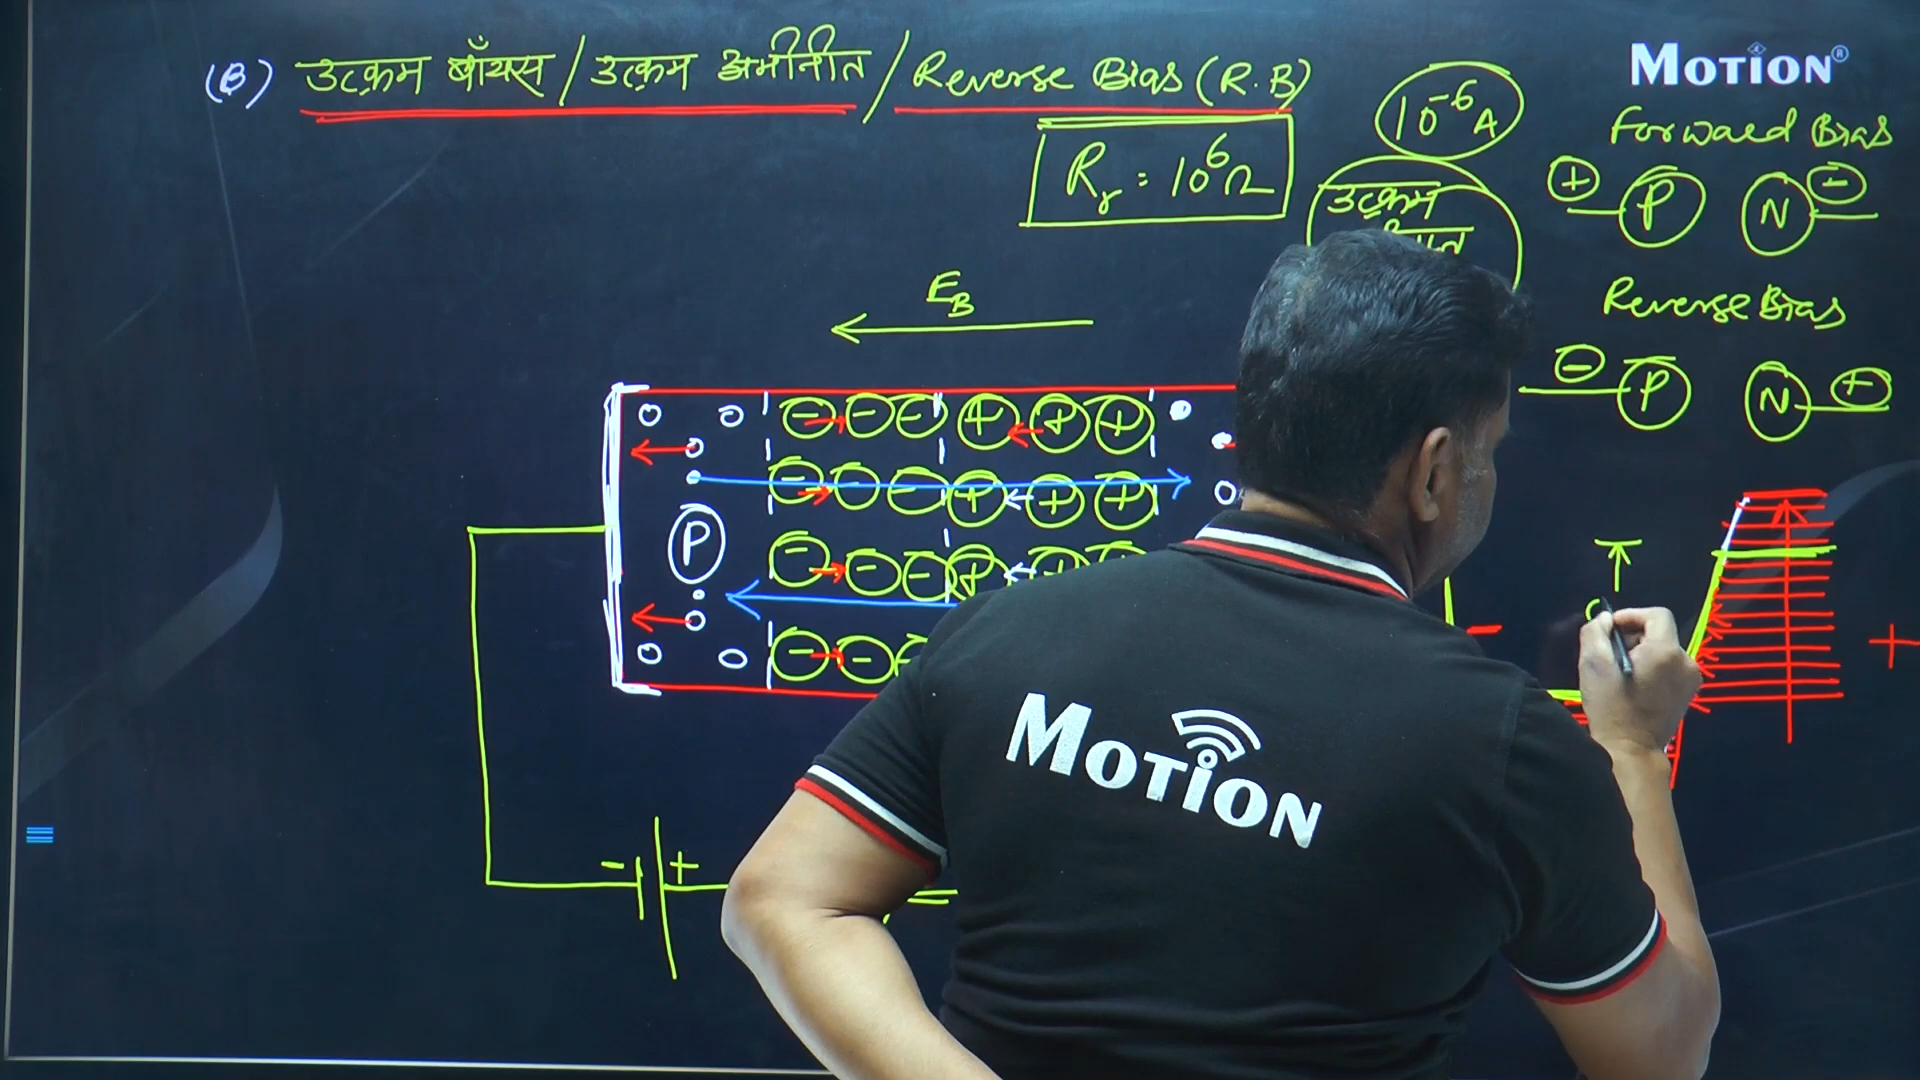 (B) उत्क्रम बाँयस / उत्क्रम अभीनीत / Reverse Bias (R.B)
MOTION®
10⁻⁶A
Forward Bias
Rᵣ = 10⁶Ω
उत्क्रम
+ P N -
E_B
Reverse Bias
- P N +
- - - + + +
- - - + + +
P
- - - +
- -
- +
- +
MOTION